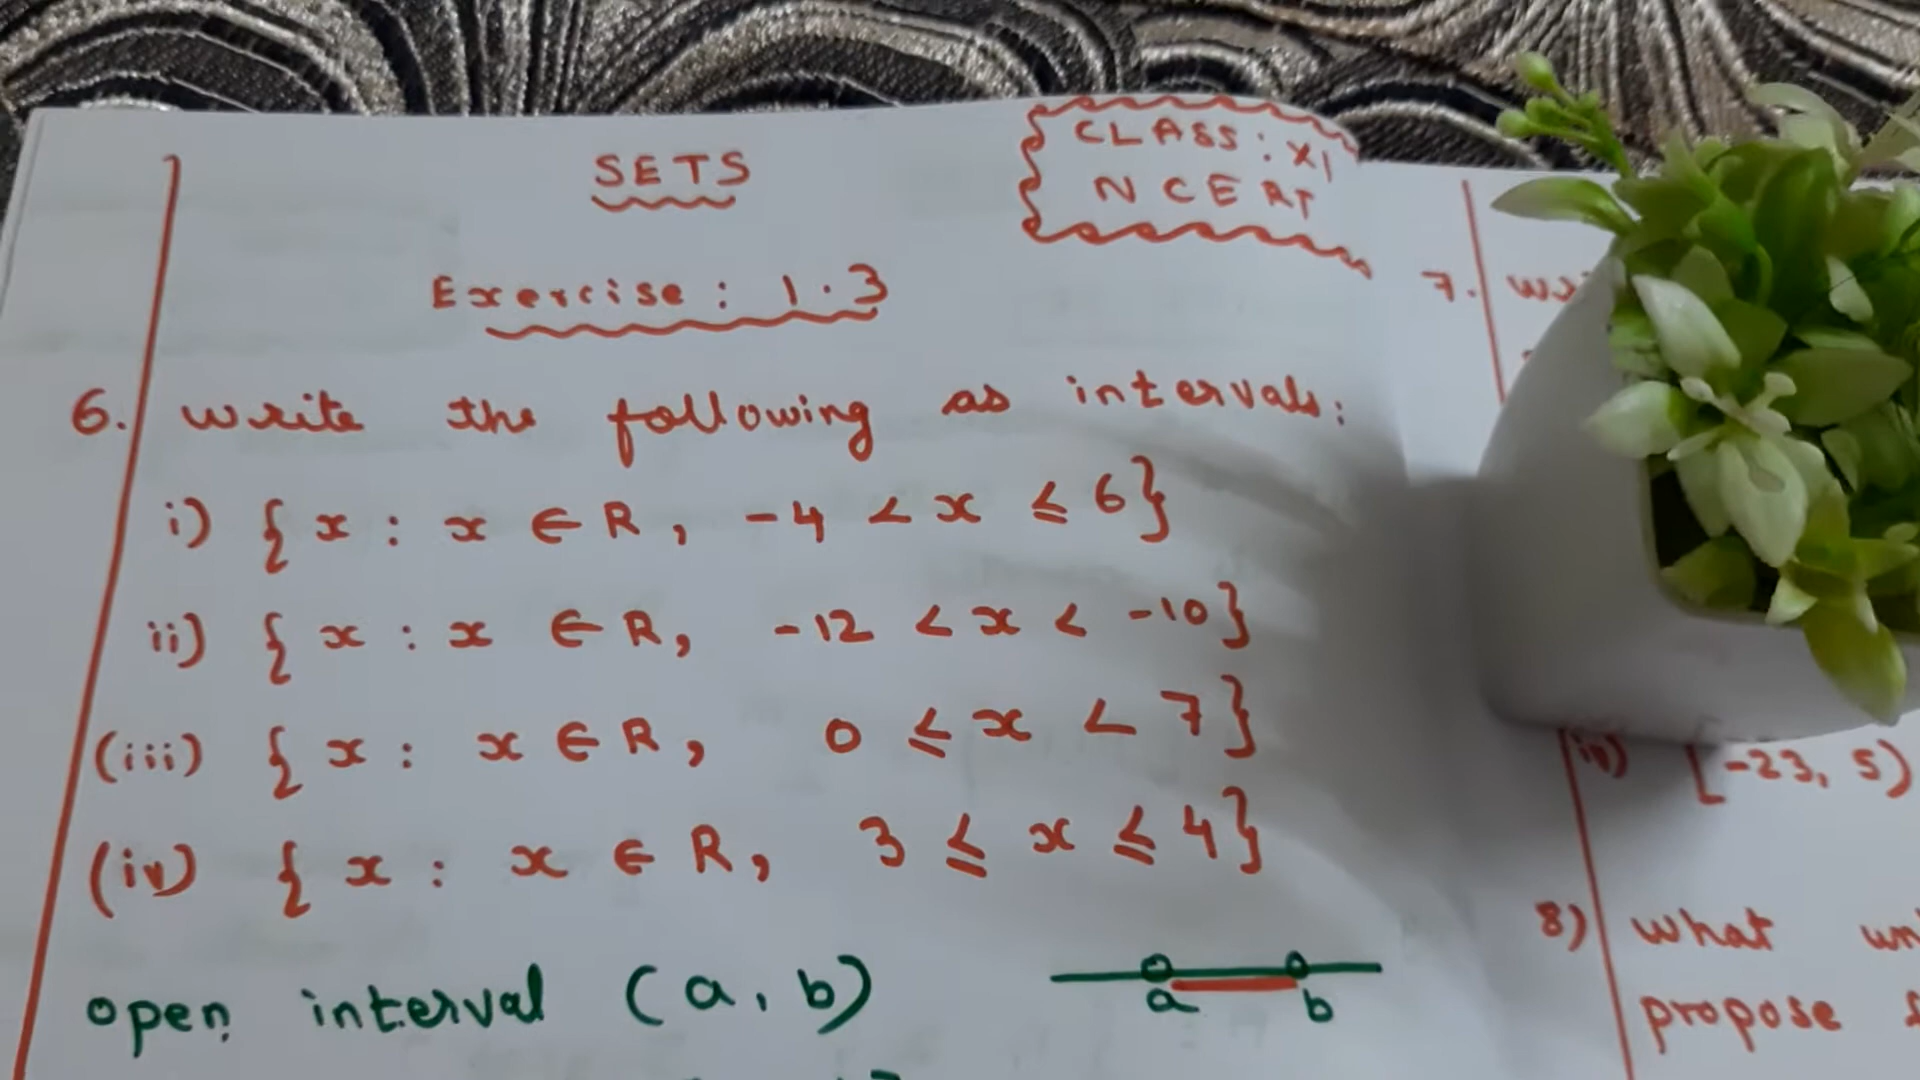 SETS
CLASS: XI
NCERT
Exercise: 1.3
6. write the following as intervals:
i) { x : x ∈ R, -4 < x ≤ 6}
ii) { x : x ∈ R, -12 < x < -10}
(iii) { x : x ∈ R, 0 ≤ x < 7}
(iv) { x : x ∈ R, 3 ≤ x ≤ 4}
open interval (a, b)
a b
7.
iv) [-23, 5)
8) what
propose